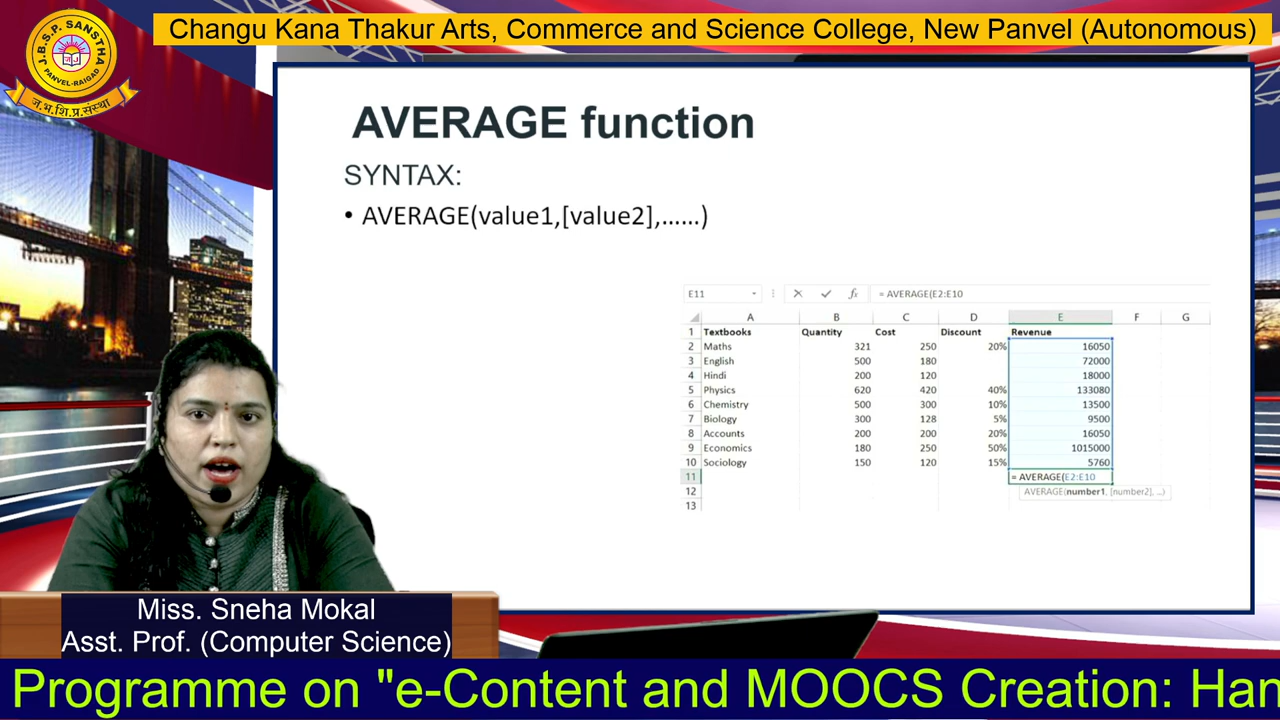 Changu Kana Thakur Arts, Commerce and Science College, New Panvel (Autonomous)
J.B.S.P. SANSTHA
PANVEL-RAIGAD
ज.भ.शि.प्र.संस्था
AVERAGE function
SYNTAX:
• AVERAGE(value1,[value2],......)
E11 fx = AVERAGE(E2:E10
A B C D E F G
1 Textbooks Quantity Cost Discount Revenue
2 Maths 321 250 20% 16050
3 English 500 180 72000
4 Hindi 200 120 18000
5 Physics 620 420 40% 133080
6 Chemistry 500 300 10% 13500
7 Biology 300 128 5% 9500
8 Accounts 200 200 20% 16050
9 Economics 180 250 50% 1015000
10 Sociology 150 120 15% 5760
11 = AVERAGE(E2:E10
12 AVERAGE(number1, [number2], ...)
13
Miss. Sneha Mokal
Asst. Prof. (Computer Science)
Programme on "e-Content and MOOCS Creation: Han